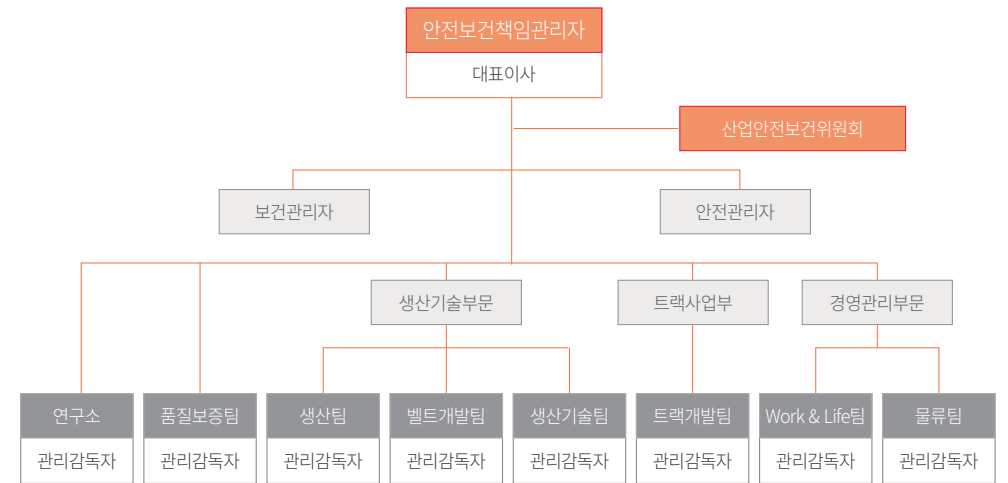 안전보건책임관리자
대표이사
산업안전보건위원회
보건관리자
안전관리자
생산기술부문
트랙사업부
경영관리부문
연구소
품질보증팀
생산팀
벨트개발팀
생산기술팀
트랙개발팀
Work & Life팀
물류팀
관리감독자
관리감독자
관리감독자
관리감독자
관리감독자
관리감독자
관리감독자
관리감독자